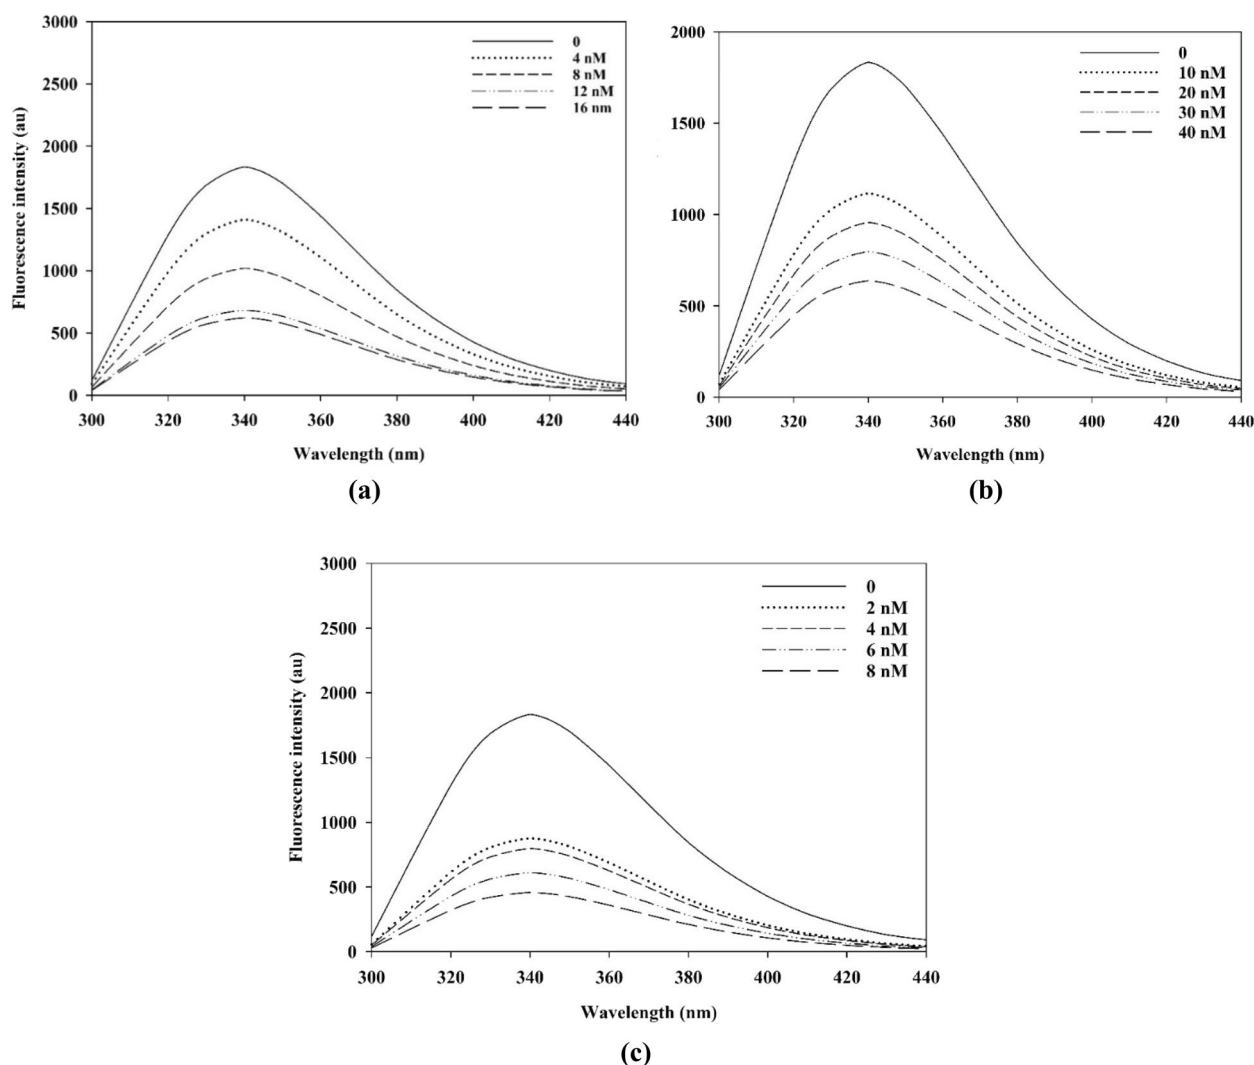 3000
2500
2000
1500
1000
500
0
Fluorescence intensity (au)
300 320 340 360 380 400 420 440
Wavelength (nm)
0
4 nM
8 nM
12 nM
16 nm
(a)
2000
1500
1000
500
0
300 320 340 360 380 400 420 440
Wavelength (nm)
0
10 nM
20 nM
30 nM
40 nM
(b)
3000
2500
2000
1500
1000
500
0
Fluorescence intensity (au)
300 320 340 360 380 400 420 440
Wavelength (nm)
0
2 nM
4 nM
6 nM
8 nM
(c)